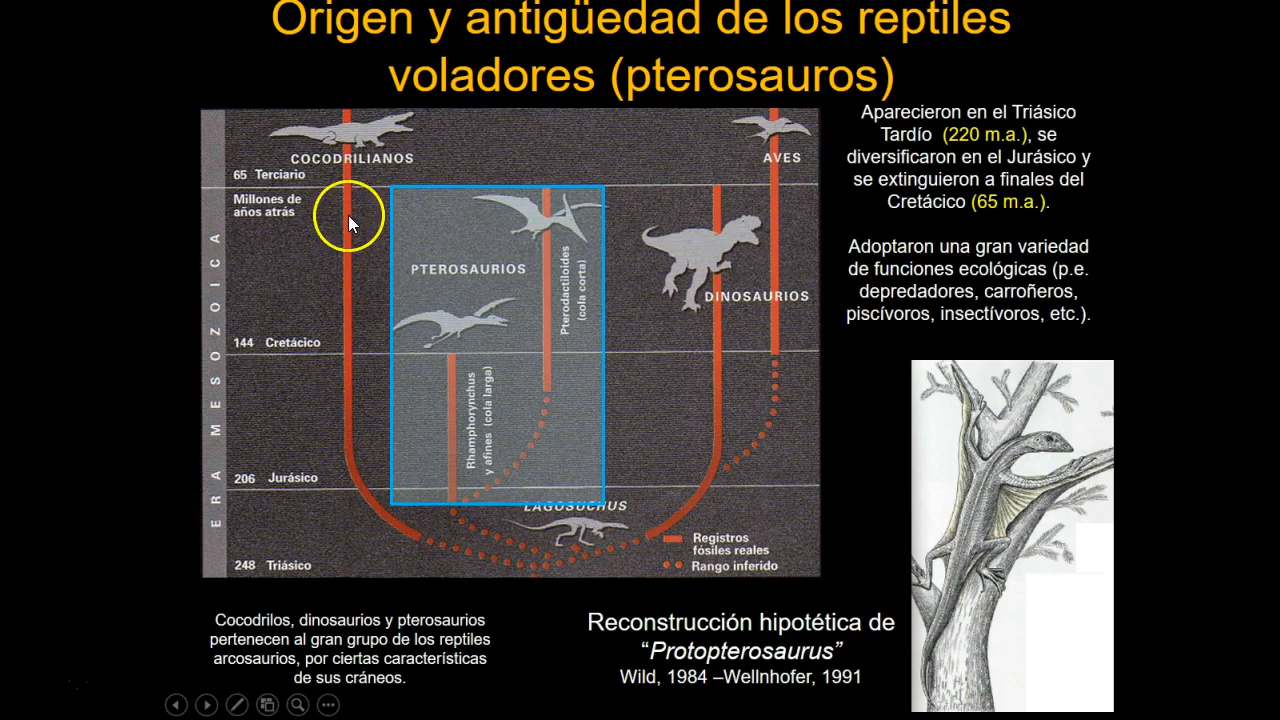 Origen y antigüedad de los reptiles
voladores (pterosauros)
COCODRILIANOS
AVES
65 Terciario
Millones de
años atrás
PTEROSAURIOS
Pterodactiloides
(cola corta)
DINOSAURIOS
144 Cretácico
Rhamphorynchus
y afines (cola larga)
206 Jurásico
LAGOSUCHUS
Registros
fósiles reales
Rango inferido
248 Triásico
ERA MESOZOICA
Aparecieron en el Triásico
Tardío (220 m.a.), se
diversificaron en el Jurásico y
se extinguieron a finales del
Cretácico (65 m.a.).
Adoptaron una gran variedad
de funciones ecológicas (p.e.
depredadores, carroñeros,
piscívoros, insectívoros, etc.).
Cocodrilos, dinosaurios y pterosaurios
pertenecen al gran grupo de los reptiles
arcosaurios, por ciertas características
de sus cráneos.
Reconstrucción hipotética de
“Protopterosaurus”
Wild, 1984 –Wellnhofer, 1991